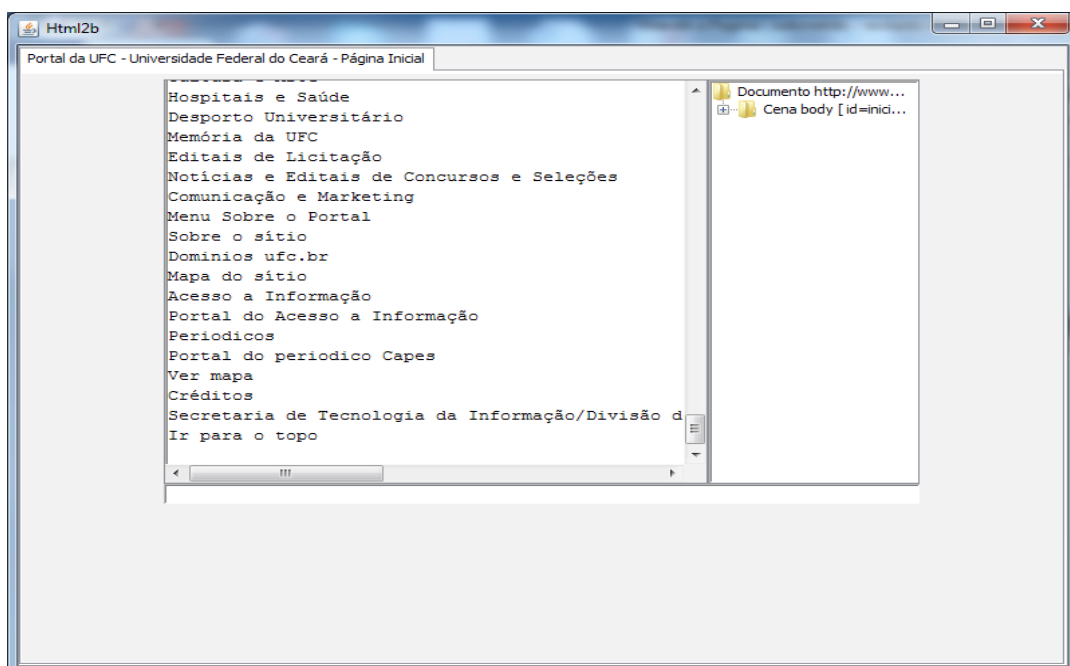 Html2b
Portal da UFC - Universidade Federal do Ceará - Página Inicial
Hospitais e Saúde
Desporto Universitário
Memória da UFC
Editais de Licitação
Notícias e Editais de Concursos e Seleções
Comunicação e Marketing
Menu Sobre o Portal
Sobre o sítio
Dominios ufc.br
Mapa do sítio
Acesso a Informação
Portal do Acesso a Informação
Periodicos
Portal do periodico Capes
Ver mapa
Créditos
Secretaria de Tecnologia da Informação/Divisão d
Ir para o topo
Documento http://www...
Cena body [ id=inici...